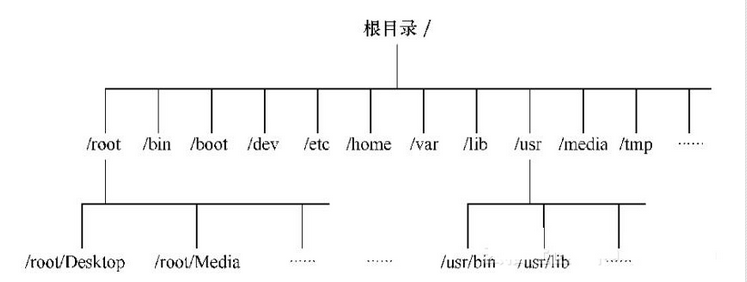 根目录 /
/root /bin /boot /dev /etc /home /var /lib /usr /media /tmp ……
/root/Desktop /root/Media …… …… /usr/bin /usr/lib ……